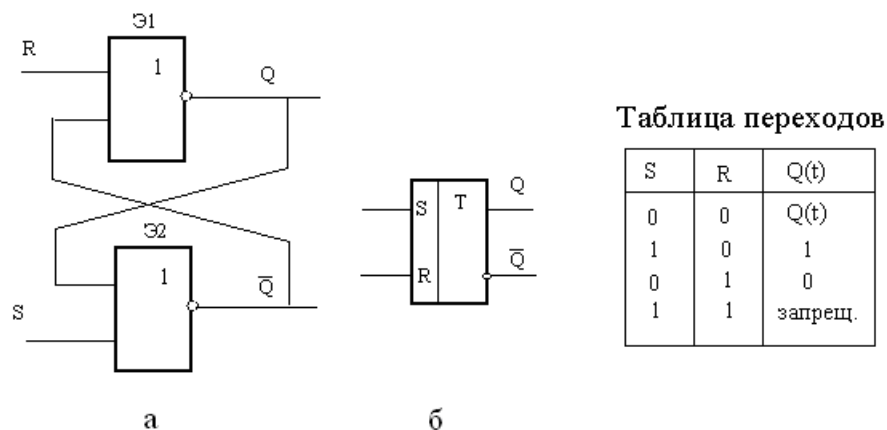 Э1
R
1
Q
Э2
1
Q̅
S
а
S T
R
Q
Q̅
б
Таблица переходов
S R Q(t)
0 0 Q(t)
1 0 1
0 1 0
1 1 запрещ.